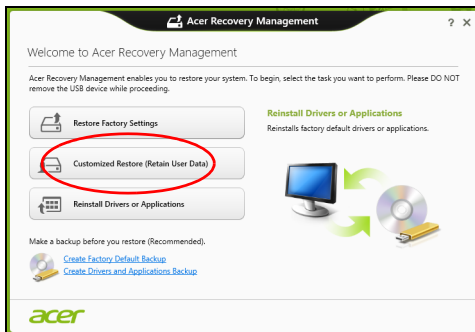 Acer Recovery Management
? X
Welcome to Acer Recovery Management
Acer Recovery Management enables you to restore your system. To begin, select the task you want to perform. Please DO NOT
remove the USB device while proceeding.
Restore Factory Settings
Customized Restore (Retain User Data)
Reinstall Drivers or Applications
Reinstall Drivers or Applications
Reinstalls factory default drivers or applications.
Make a backup before you restore (Recommended).
Create Factory Default Backup
Create Drivers and Applications Backup
acer